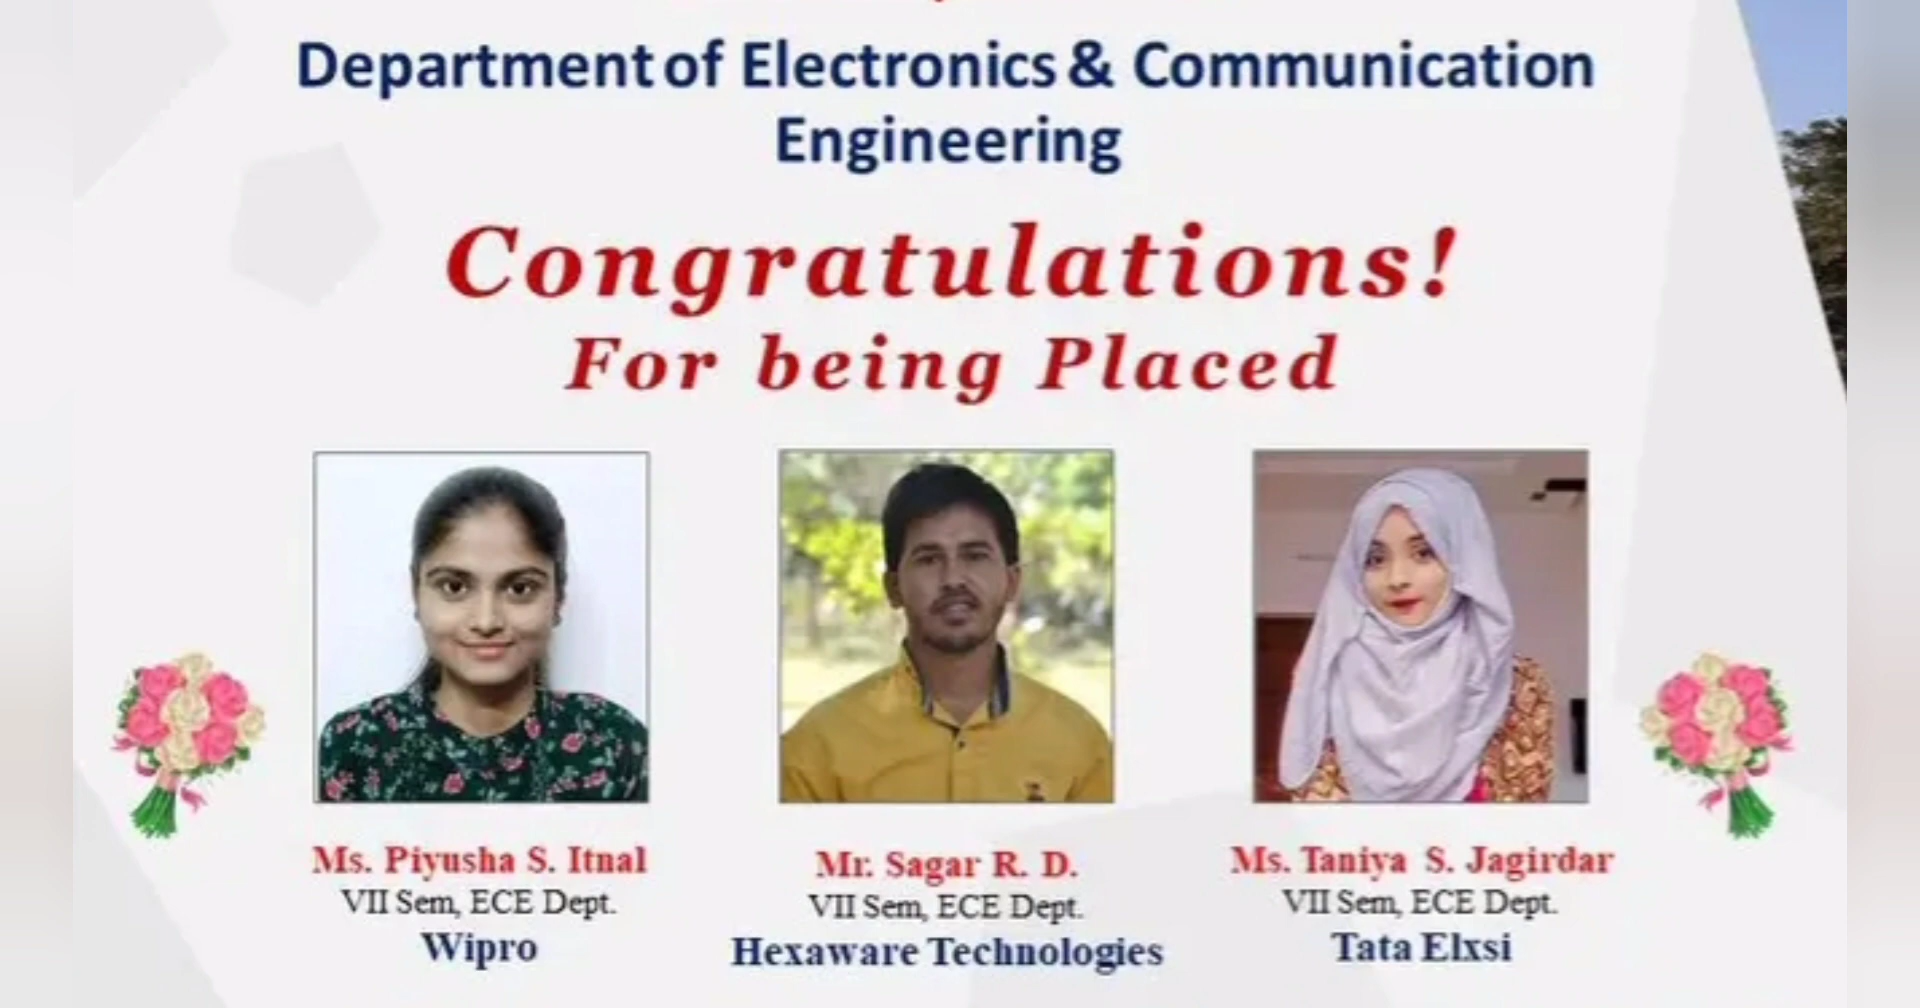 Department of Electronics & Communication
Engineering
Congratulations!
For being Placed
Ms. Piyusha S. Itnal
VII Sem, ECE Dept.
Wipro
Mr. Sagar R. D.
VII Sem, ECE Dept.
Hexaware Technologies
Ms. Taniya S. Jagirdar
VII Sem, ECE Dept.
Tata Elxsi